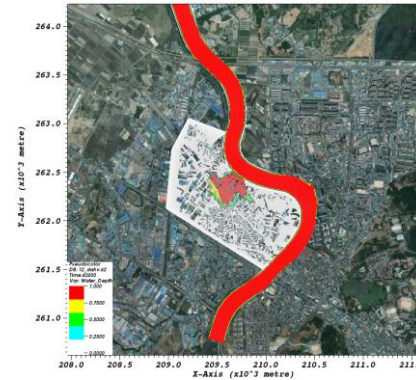 264.0
263.5
263.0
262.5
262.0
261.5
261.0
Y-Axis (x10^3 metre)
Pseudocolor
Var: Water_Depth
1.000
0.7500
0.5000
0.2500
0.0000
208.0 208.5 209.0 209.5 210.0 210.5 211.0
X-Axis (x10^3 metre)